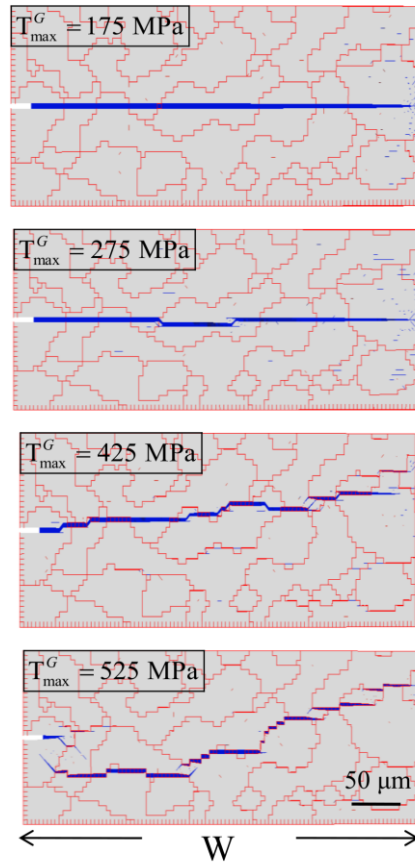 T^G_max = 175 MPa
T^G_max = 275 MPa
T^G_max = 425 MPa
T^G_max = 525 MPa
50 μm
W